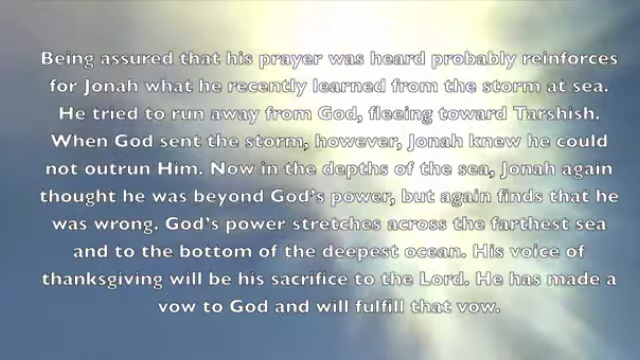 Being assured that his prayer was heard probably reinforces
for Jonah what he recently learned from the storm at sea.
He tried to run away from God, fleeing toward Tarshish.
When God sent the storm, however, Jonah knew he could
not outrun Him. Now in the depths of the sea, Jonah again
thought he was beyond God's power, but again finds that he
was wrong. God's power stretches across the farthest sea
and to the bottom of the deepest ocean. His voice of
thanksgiving will be his sacrifice to the Lord. He has made a
vow to God and will fulfill that vow.